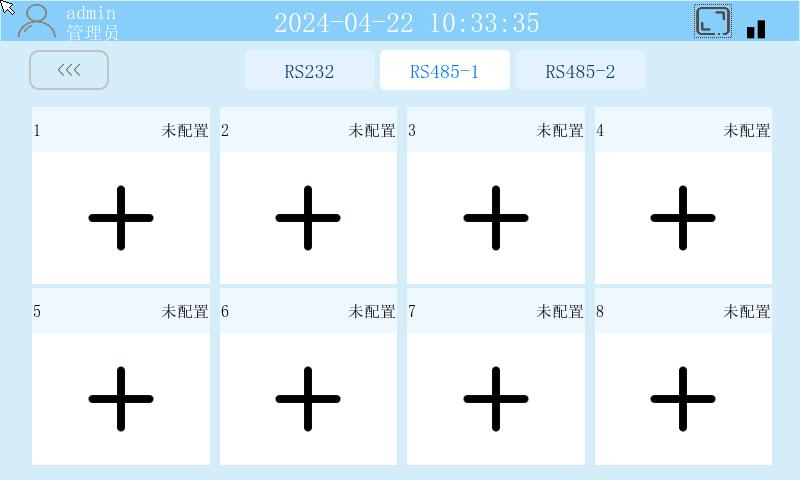 admin
管理员
2024-04-22 10:33:35
<<<
RS232
RS485-1
RS485-2
1 未配置
2 未配置
3 未配置
4 未配置
5 未配置
6 未配置
7 未配置
8 未配置